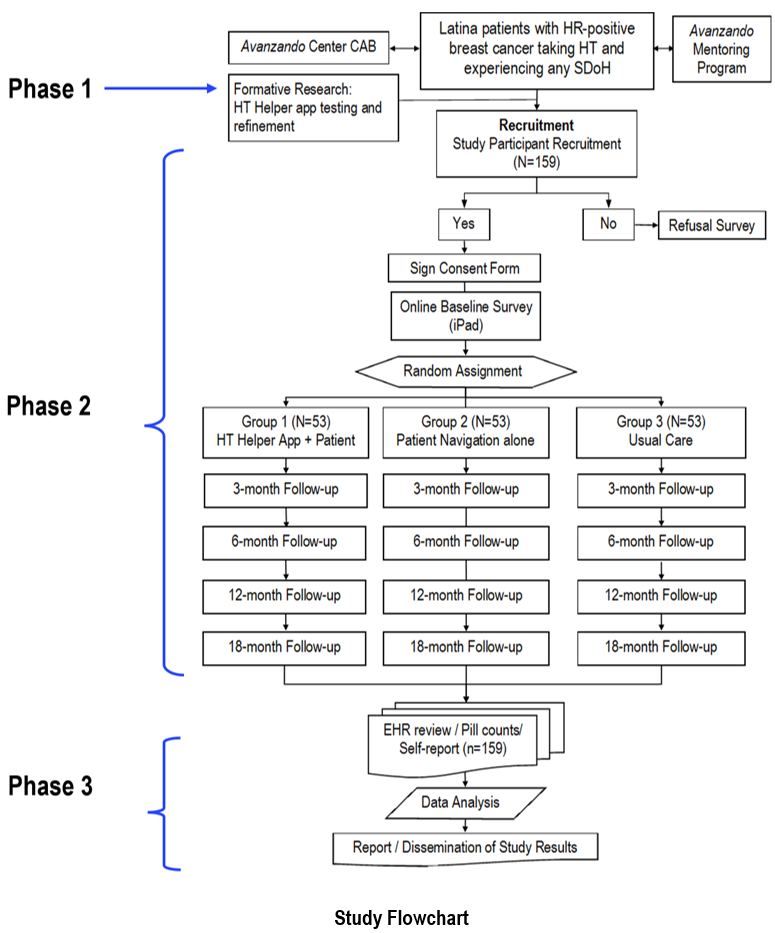 Avanzando Center CAB
Latina patients with HR-positive
breast cancer taking HT and
experiencing any SDoH
Avanzando
Mentoring
Program
Phase 1
Formative Research:
HT Helper app testing and
refinement
Recruitment
Study Participant Recruitment
(N=159)
Yes
No
Refusal Survey
Sign Consent Form
Online Baseline Survey
(iPad)
Random Assignment
Phase 2
Group 1 (N=53)
HT Helper App + Patient
Group 2 (N=53)
Patient Navigation alone
Group 3 (N=53)
Usual Care
3-month Follow-up
3-month Follow-up
3-month Follow-up
6-month Follow-up
6-month Follow-up
6-month Follow-up
12-month Follow-up
12-month Follow-up
12-month Follow-up
18-month Follow-up
18-month Follow-up
18-month Follow-up
Phase 3
EHR review / Pill counts/
Self-report (n=159)
Data Analysis
Report / Dissemination of Study Results
Study Flowchart